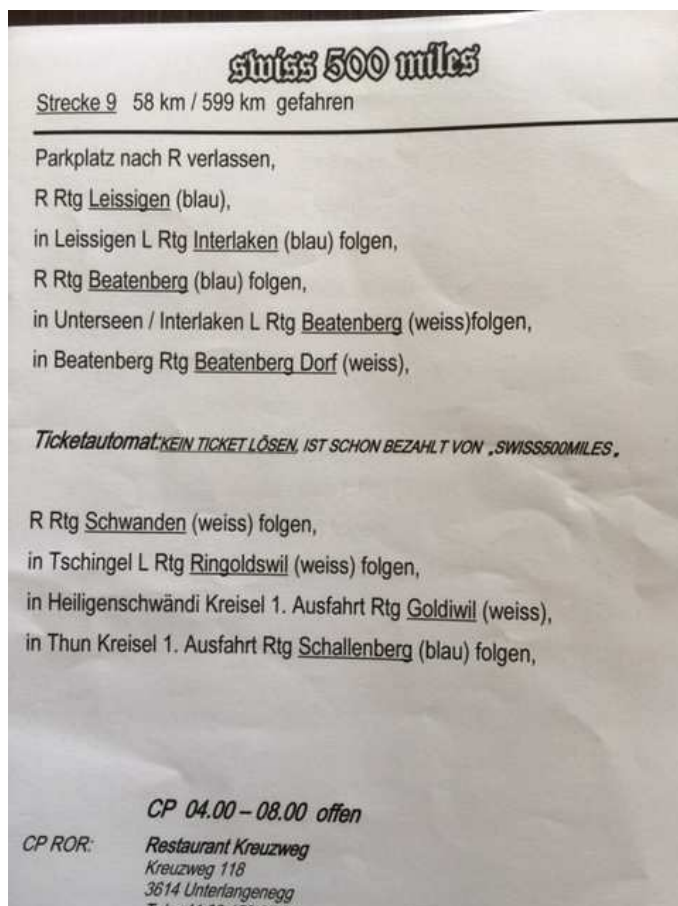 swiss 500 miles
Strecke 9 58 km / 599 km gefahren
Parkplatz nach R verlassen,
R Rtg Leissigen (blau),
in Leissigen L Rtg Interlaken (blau) folgen,
R Rtg Beatenberg (blau) folgen,
in Unterseen / Interlaken L Rtg Beatenberg (weiss)folgen,
in Beatenberg Rtg Beatenberg Dorf (weiss),
Ticketautomat:KEIN TICKET LÖSEN, IST SCHON BEZAHLT VON „SWISS500MILES„
R Rtg Schwanden (weiss) folgen,
in Tschingel L Rtg Ringoldswil (weiss) folgen,
in Heiligenschwändi Kreisel 1. Ausfahrt Rtg Goldiwil (weiss),
in Thun Kreisel 1. Ausfahrt Rtg Schallenberg (blau) folgen,
CP 04.00 – 08.00 offen
CP ROR: Restaurant Kreuzweg
Kreuzweg 118
3614 Unterlangenegg